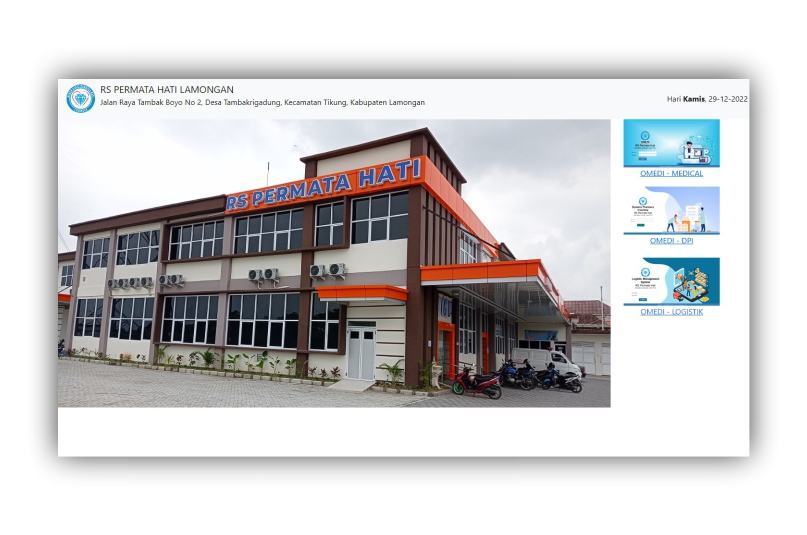 RS PERMATA HATI LAMONGAN
Jalan Raya Tambak Boyo No 2, Desa Tambakrigadung, Kecamatan Tikung, Kabupaten Lamongan
Hari Kamis, 29-12-2022
RS PERMATA HATI
OMEDI - MEDICAL
OMEDI - DPI
OMEDI - LOGISTIK